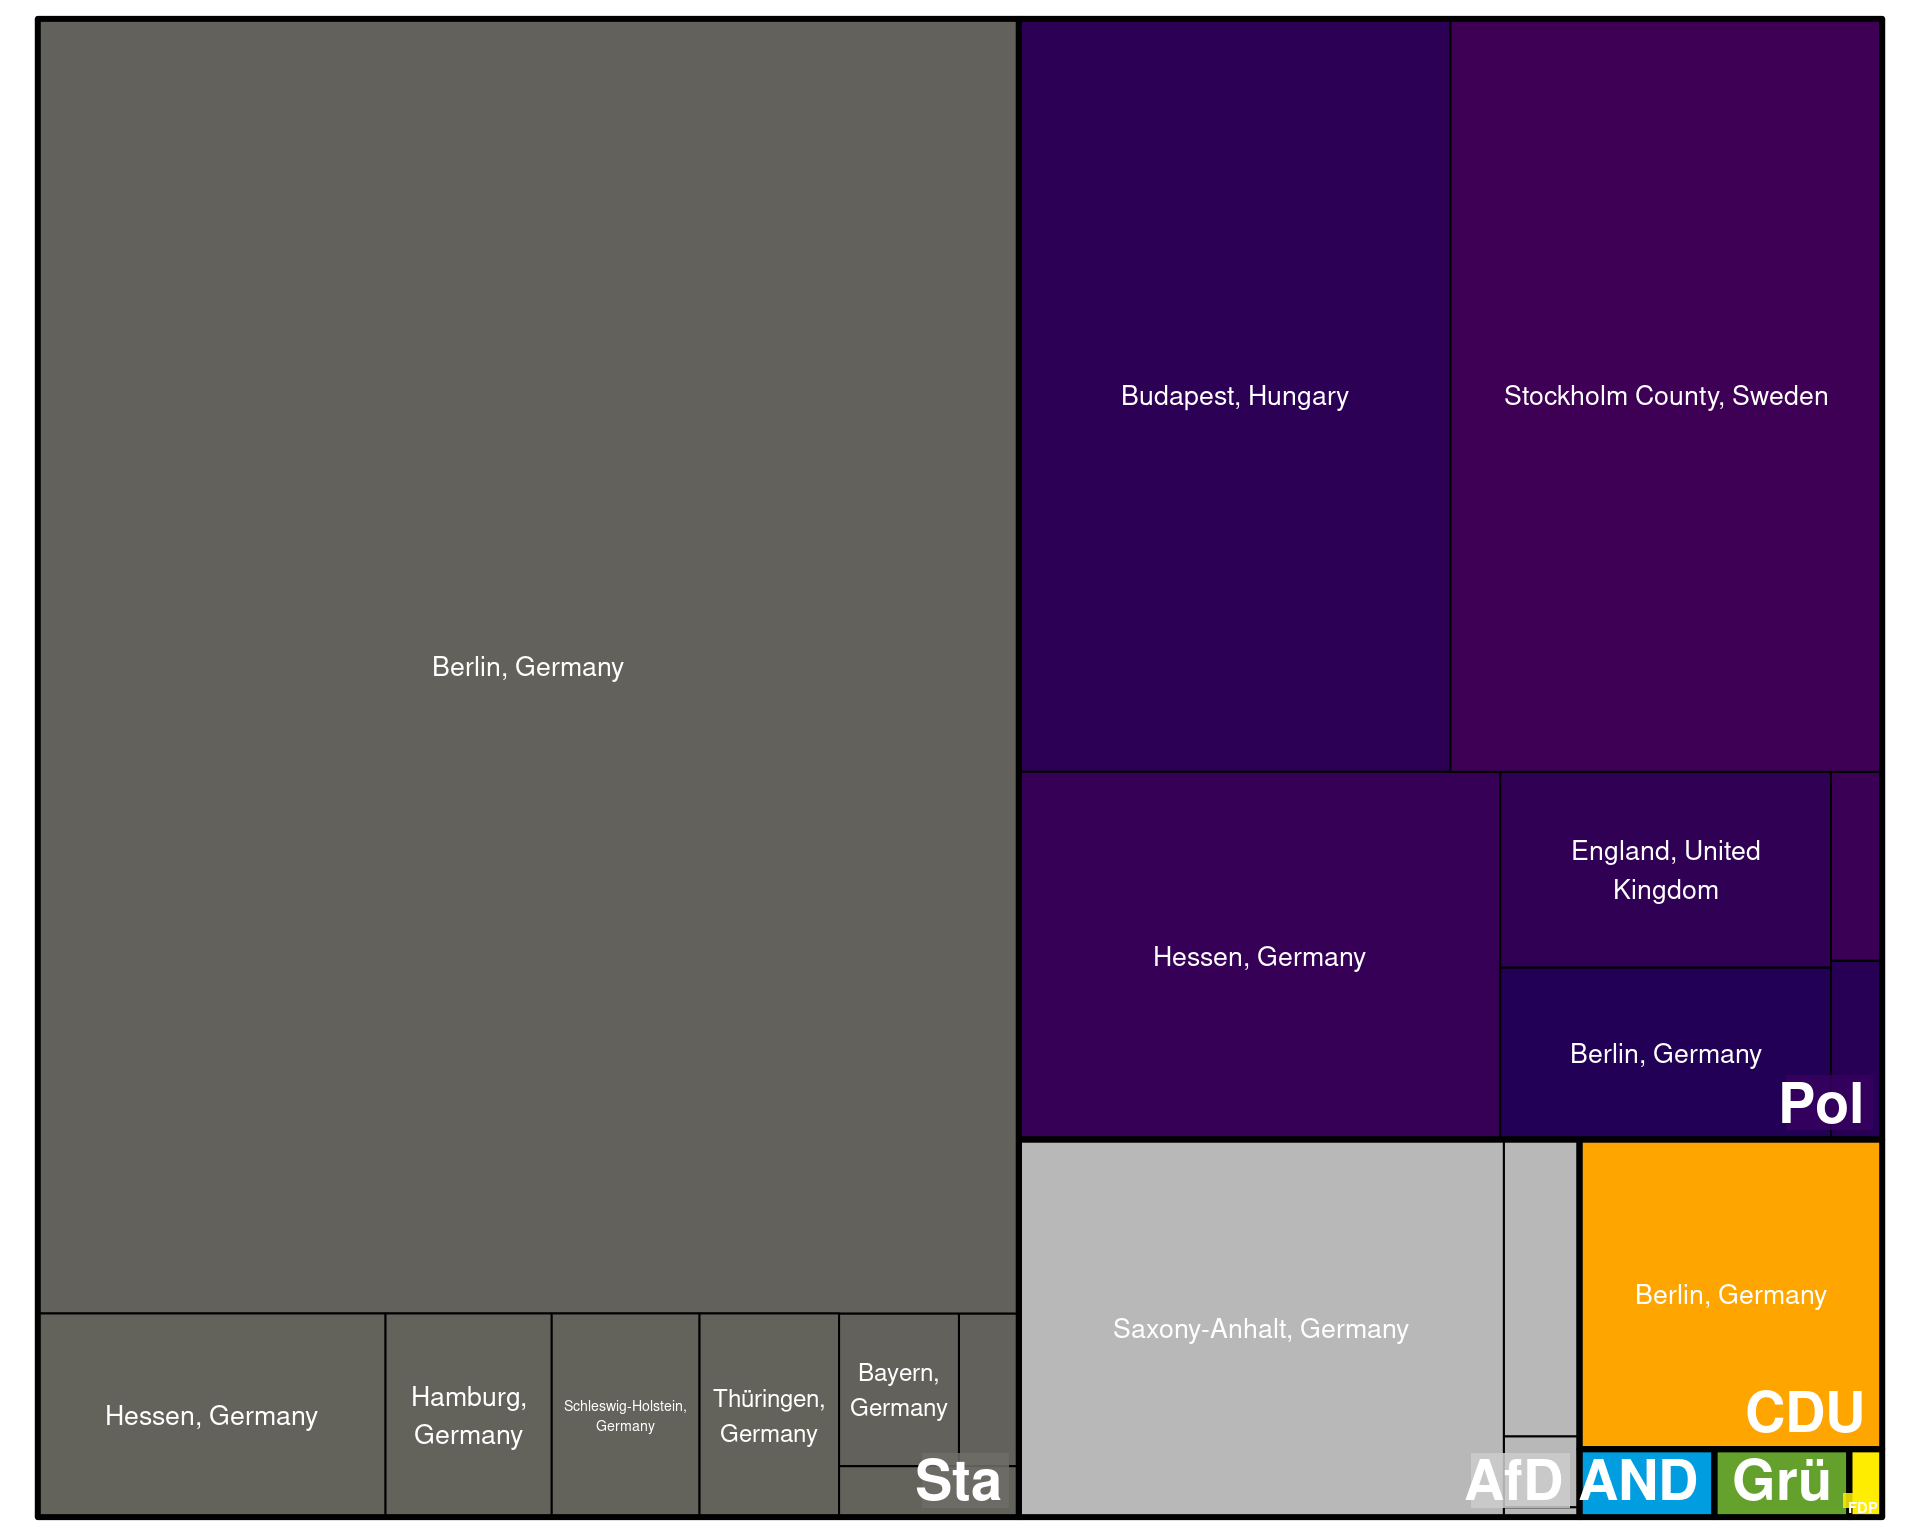 Berlin, Germany
Hessen, Germany
Hamburg,
Germany
Schleswig-Holstein,
Germany
Thüringen,
Germany
Bayern,
Germany
Sta
Budapest, Hungary
Stockholm County, Sweden
Hessen, Germany
England, United
Kingdom
Berlin, Germany
Pol
Saxony-Anhalt, Germany
AfD
Berlin, Germany
CDU
AND
Grü
FDP